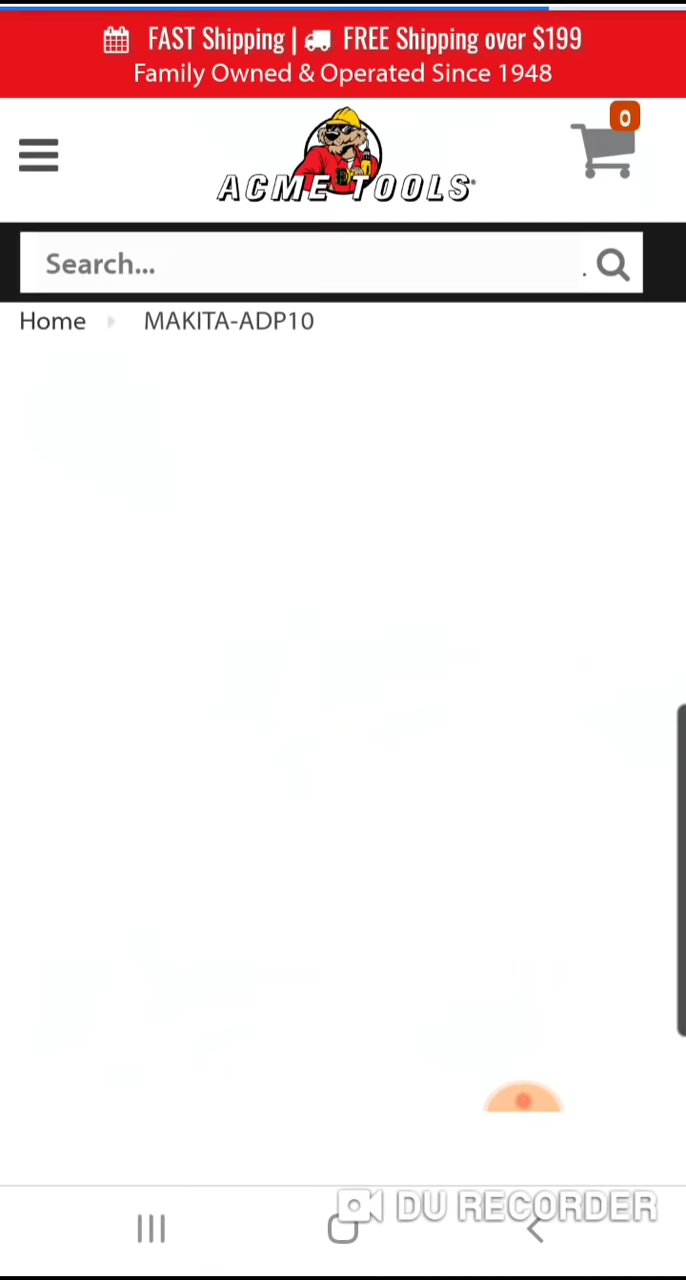 FAST Shipping | FREE Shipping over $199
Family Owned & Operated Since 1948
0
ACME TOOLS
Search...
Home MAKITA-ADP10
DU RECORDER